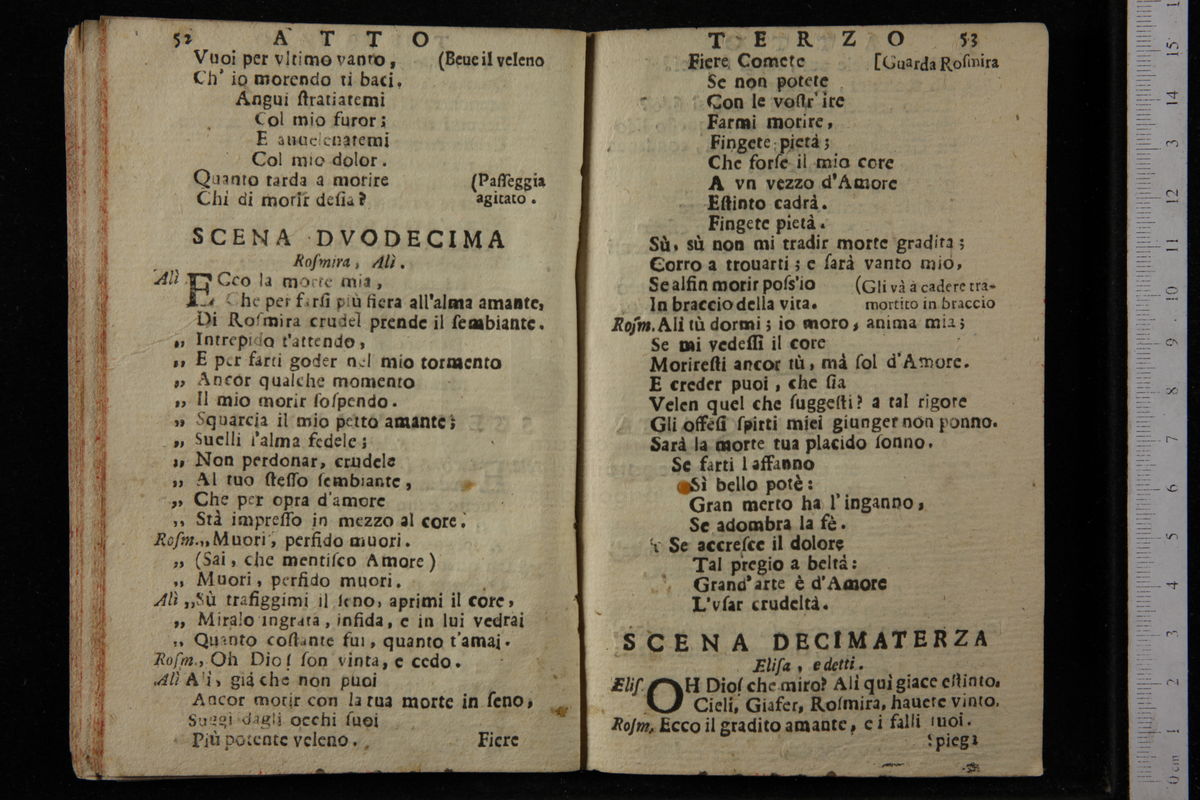 52 ATTO
Vuoi per vltimo vanto, (Beue il veleno
Ch' io morendo ti baci,
Angui ſtratiatemi
Col mio furor;
E auuelenatemi
Col mio dolor.
Quanto tarda a morire (Paſſeggia
Chi di morir deſia? agitato.
SCENA DVODECIMA
Roſmira, Alì.
Alì ECco la morte mia,
Che per farſi più fiera all'alma amante,
Di Roſmira crudel prende il ſembiante.
,, Intrepido t'attendo,
,, E per farti goder nel mio tormento
,, Ancor qualche momento
,, Il mio morir ſoſpendo.
,, Squarcia il mio petto amante;
,, Suelli l'alma fedele;
,, Non perdonar, crudele
,, Al tuo ſteſſo ſembiante,
,, Che per opra d'amore
,, Stà impreſſo in mezzo al core.
Roſm.,, Muori, perfido muori.
,, (Sai, che mentiſco Amore)
,, Muori, perfido muori.
Alì ,, Sù trafiggimi il ſeno, aprimi il core,
,, Miralo ingrata, infida, e in lui vedrai
,, Quanto coſtante fui, quanto t'amai.
Roſm., Oh Dio! ſon vinta, e cedo.
Alì Alì, già che non puoi
Ancor morir con la tua morte in ſeno,
Suggi dagli occhi ſuoi
Più potente veleno. Fiere
TERZO 53
Fiere Comete [Guarda Roſmira
Se non potete
Con le voſtr'ire
Farmi morire,
Fingete pietà;
Che forſe il mio core
A vn vezzo d'Amore
Eſtinto cadrà.
Fingete pietà.
Sù, sù non mi tradir morte gradita;
Corro a trouarti; e ſarà vanto mio,
Se alfin morir poſs'io (Gli và a cadere tra-
In braccio della vita. mortito in braccio
Roſm. Alì tù dormi; io moro, anima mia;
Se mi vedeſſi il core
Moriresti ancor tù, mà ſol d'Amore.
E creder puoi, che ſia
Velen quel che ſuggeſti? a tal rigore
Gli offeſi ſpirti miei giunger non ponno.
Sarà la morte tua placido ſonno.
Se farti l affanno
Sì bello potè:
Gran merto ha l'inganno,
Se adombra la fè.
Se accreſce il dolore
Tal pregio a beltà:
Grand'arte è d'Amore
L'vſar crudeltà.
SCENA DECIMATERZA
Eliſa, e detti.
Eliſ. OH Dio! che miro? Alì quì giace eſtinto.
Cieli, Giafer, Roſmira, hauete vinto.
Roſm. Ecco il gradito amante, e i falli tuoi.
ſpiega